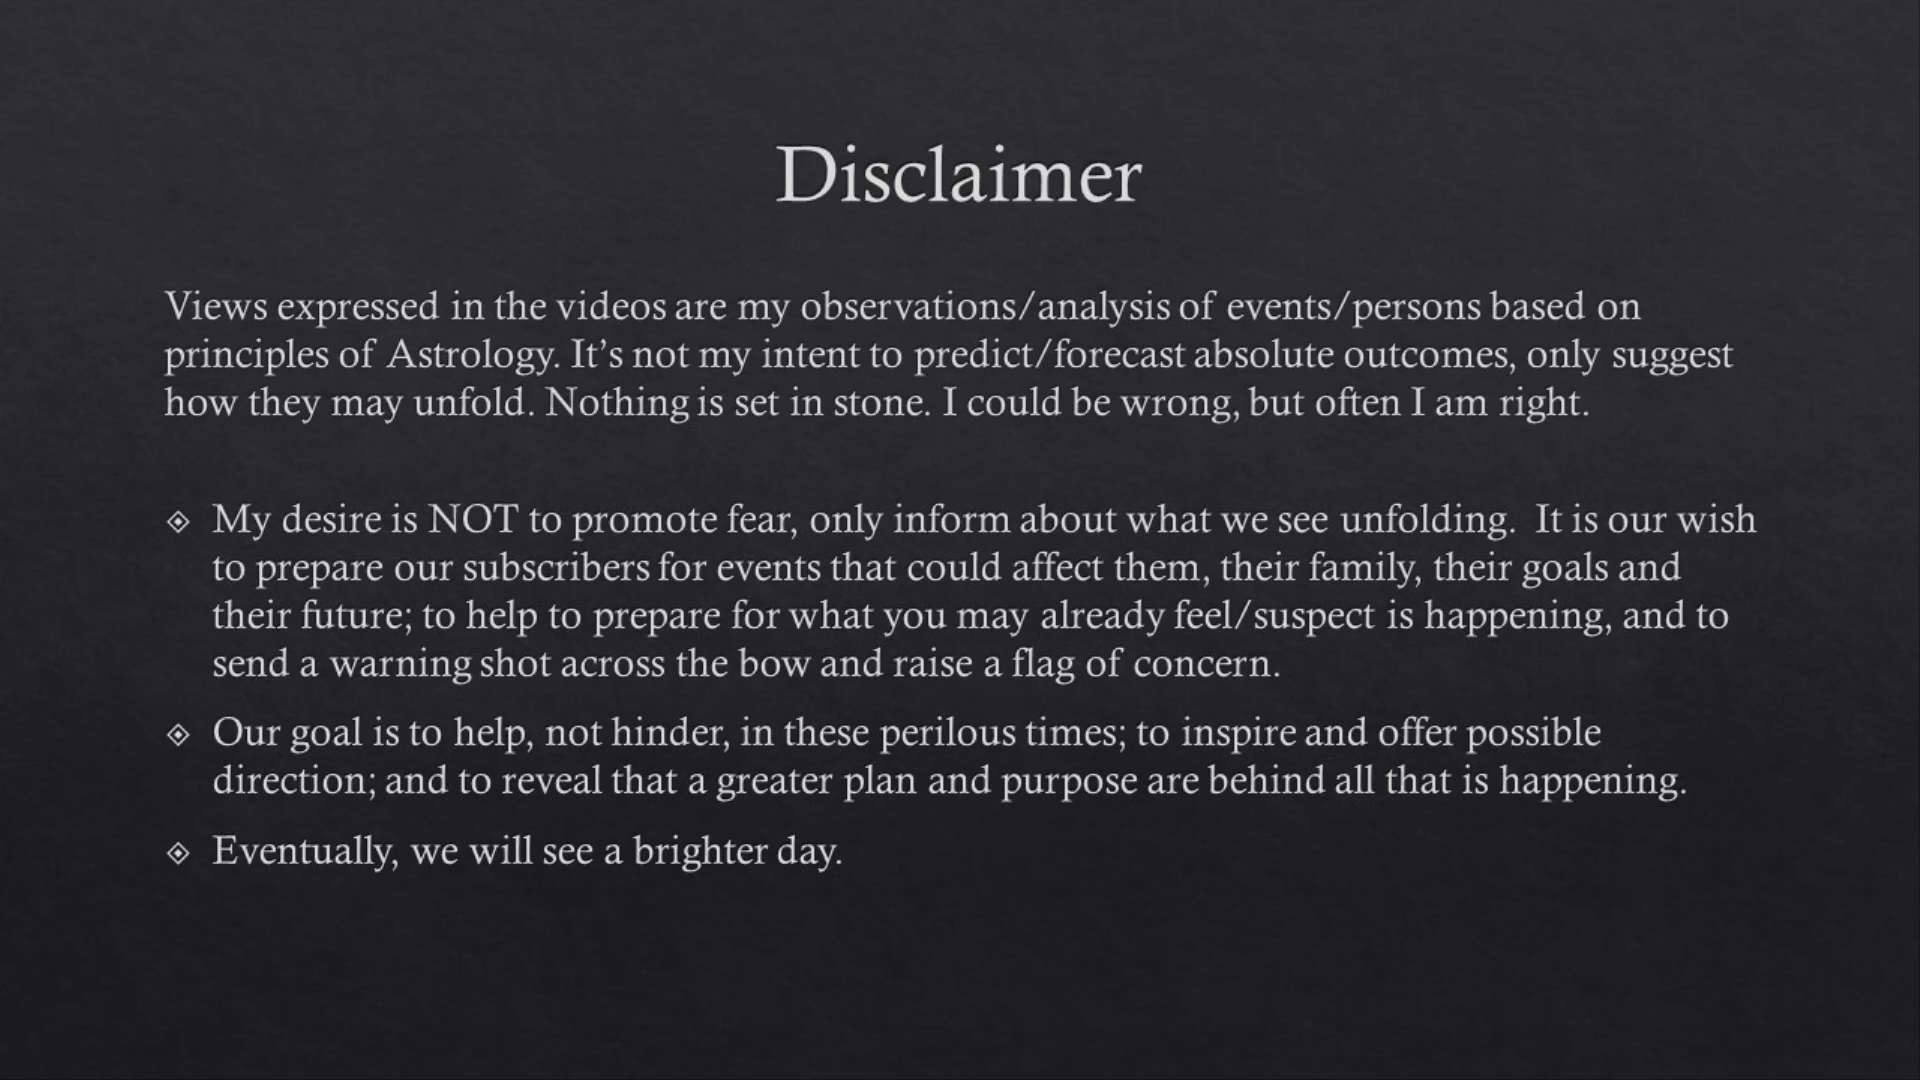 Disclaimer
Views expressed in the videos are my observations/analysis of events/persons based on
principles of Astrology. It’s not my intent to predict/forecast absolute outcomes, only suggest
how they may unfold. Nothing is set in stone. I could be wrong, but often I am right.
My desire is NOT to promote fear, only inform about what we see unfolding.  It is our wish
to prepare our subscribers for events that could affect them, their family, their goals and
their future; to help to prepare for what you may already feel/suspect is happening, and to
send a warning shot across the bow and raise a flag of concern.
Our goal is to help, not hinder, in these perilous times; to inspire and offer possible
direction; and to reveal that a greater plan and purpose are behind all that is happening.
Eventually, we will see a brighter day.